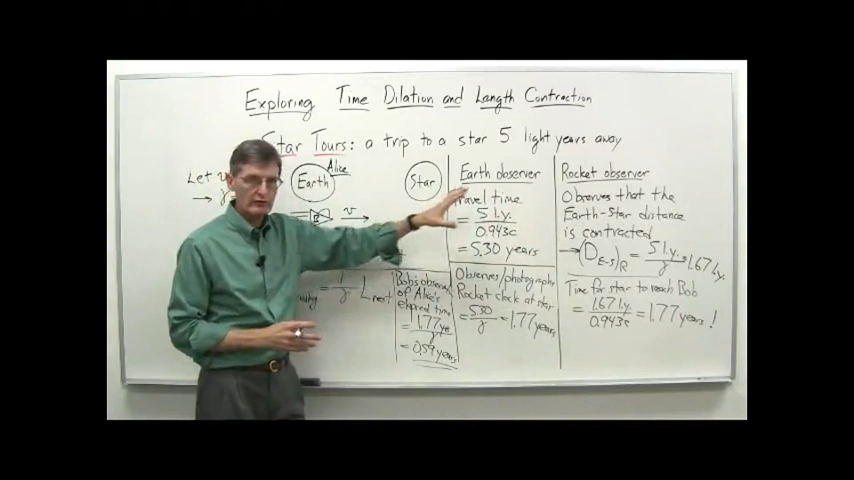 Exploring Time Dilation and Length Contraction
Star Tours: a trip to a star 5 light years away
Let
→ γ
Alice
Earth
Star
B
v
= 1/γ L rest
Bob's observation
of Alice's
elapsed time
= 1.77 yr/γ
= 0.59 years
Earth observer
Travel time
= 5 l.y./0.943c
= 5.30 years
Observes/photographs
Rocket clock at star
= 5.30/γ = 1.77 years
Rocket observer
Observes that the
Earth-Star distance
is contracted
→ (D E-S)R = 5 l.y./γ = 1.67 l.y.
Time for star to reach Bob
= 1.67 l.y./0.943c = 1.77 years!